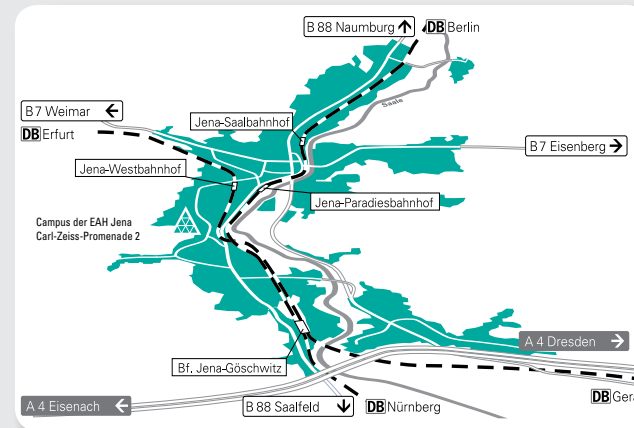 B 88 Naumburg ↑
DB Berlin
Saale
B 7 Weimar ←
DB Erfurt
Jena-Saalbahnhof
B 7 Eisenberg →
Jena-Westbahnhof
Jena-Paradiesbahnhof
Campus der EAH Jena
Carl-Zeiss-Promenade 2
A 4 Dresden →
Bf. Jena-Göschwitz
DB Gera
A 4 Eisenach ←
B 88 Saalfeld ↓
DB Nürnberg